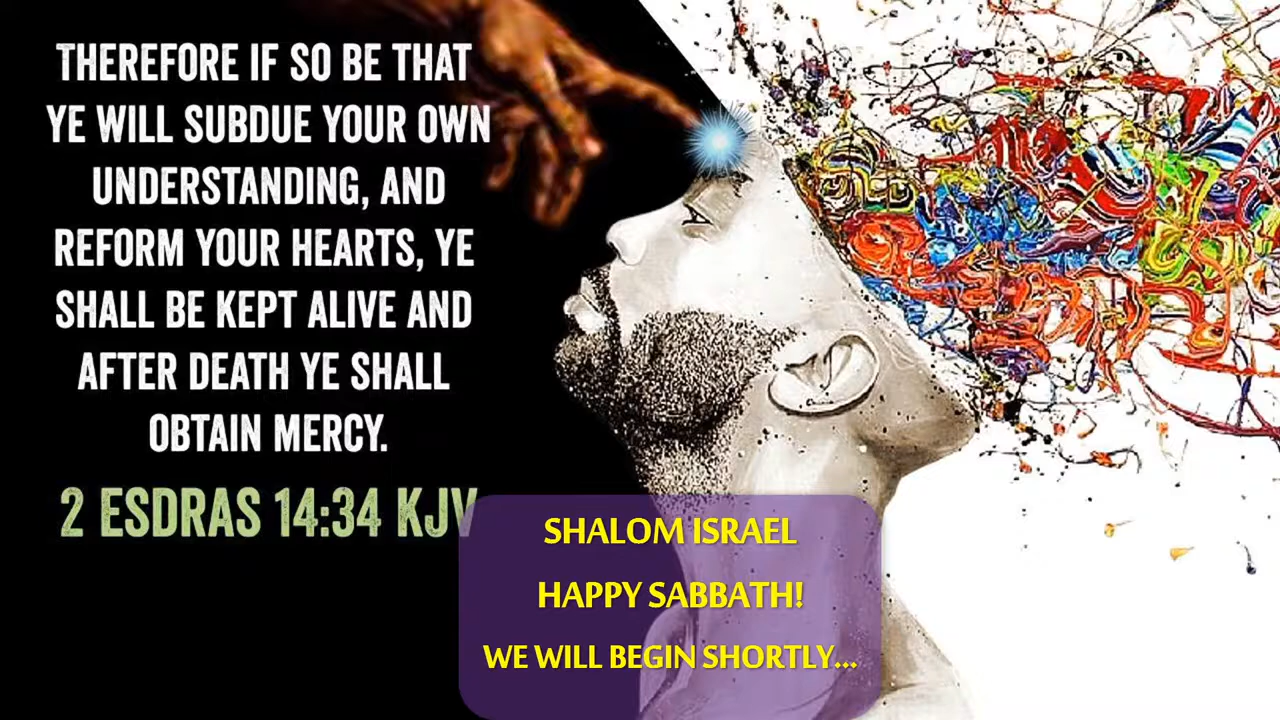 THEREFORE IF SO BE THAT
YE WILL SUBDUE YOUR OWN
UNDERSTANDING, AND
REFORM YOUR HEARTS, YE
SHALL BE KEPT ALIVE AND
AFTER DEATH YE SHALL
OBTAIN MERCY.
2 ESDRAS 14:34 KJV
SHALOM ISRAEL
HAPPY SABBATH!
WE WILL BEGIN SHORTLY...